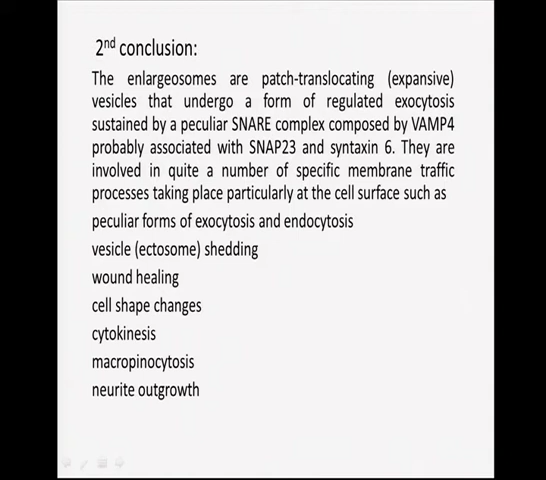 2nd conclusion:
The enlargeosomes are patch-translocating (expansive)
vesicles that undergo a form of regulated exocytosis
sustained by a peculiar SNARE complex composed by VAMP4
probably associated with SNAP23 and syntaxin 6. They are
involved in quite a number of specific membrane traffic
processes taking place particularly at the cell surface such as
peculiar forms of exocytosis and endocytosis
vesicle (ectosome) shedding
wound healing
cell shape changes
cytokinesis
macropinocytosis
neurite outgrowth